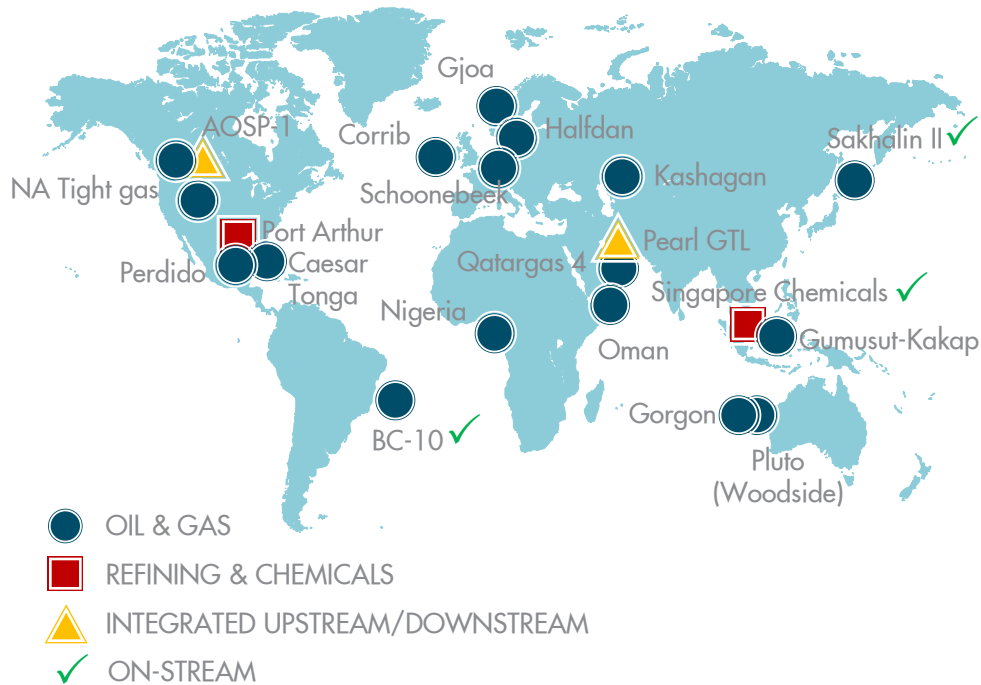 Gjoa
AOSP-1
Corrib
Halfdan
Sakhalin II
NA Tight gas
Schoonebeek
Kashagan
Port Arthur
Pearl GTL
Perdido
Caesar
Tonga
Qatargas 4
Singapore Chemicals
Nigeria
Oman
Gumusut-Kakap
Gorgon
BC-10
Pluto
(Woodside)
OIL & GAS
REFINING & CHEMICALS
INTEGRATED UPSTREAM/DOWNSTREAM
ON-STREAM